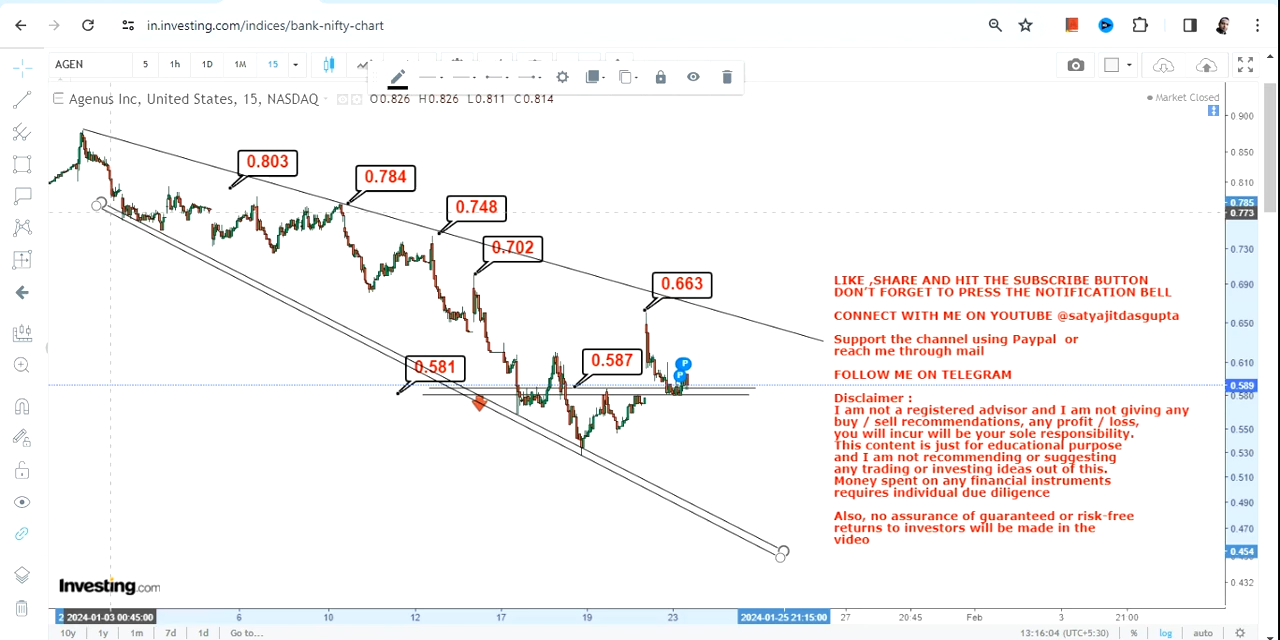 in.investing.com/indices/bank-nifty-chart
AGEN 5 1h 1D 1M 15
Agenus Inc, United States, 15, NASDAQ O0.826 H0.826 L0.811 C0.814
Market Closed
0.900
0.850
0.810
0.785
0.773
0.730
0.690
0.650
0.610
0.589
0.580
0.550
0.530
0.510
0.490
0.470
0.454
0.432
0.803
0.784
0.748
0.702
0.663
0.587
0.581
P
P
LIKE ,SHARE AND HIT THE SUBSCRIBE BUTTON
DON'T FORGET TO PRESS THE NOTIFICATION BELL
CONNECT WITH ME ON YOUTUBE @satyajitdasgupta
Support the channel using Paypal or
reach me through mail
FOLLOW ME ON TELEGRAM
Disclaimer :
I am not a registered advisor and I am not giving any
buy / sell recommendations, any profit / loss,
you will incur will be your sole responsibility.
This content is just for educational purpose
and I am not recommending or suggesting
any trading or investing ideas out of this.
Money spent on any financial instruments
requires individual due diligence
Also, no assurance of guaranteed or risk-free
returns to investors will be made in the
video
Investing.com
2 2024-01-03 00:45:00 6 10 12 17 19 23 2024-01-25 21:15:00 27 20:45 Feb 3 21:00
10y 1y 1m 7d 1d Go to... 13:16:04 (UTC+5:30) % log auto